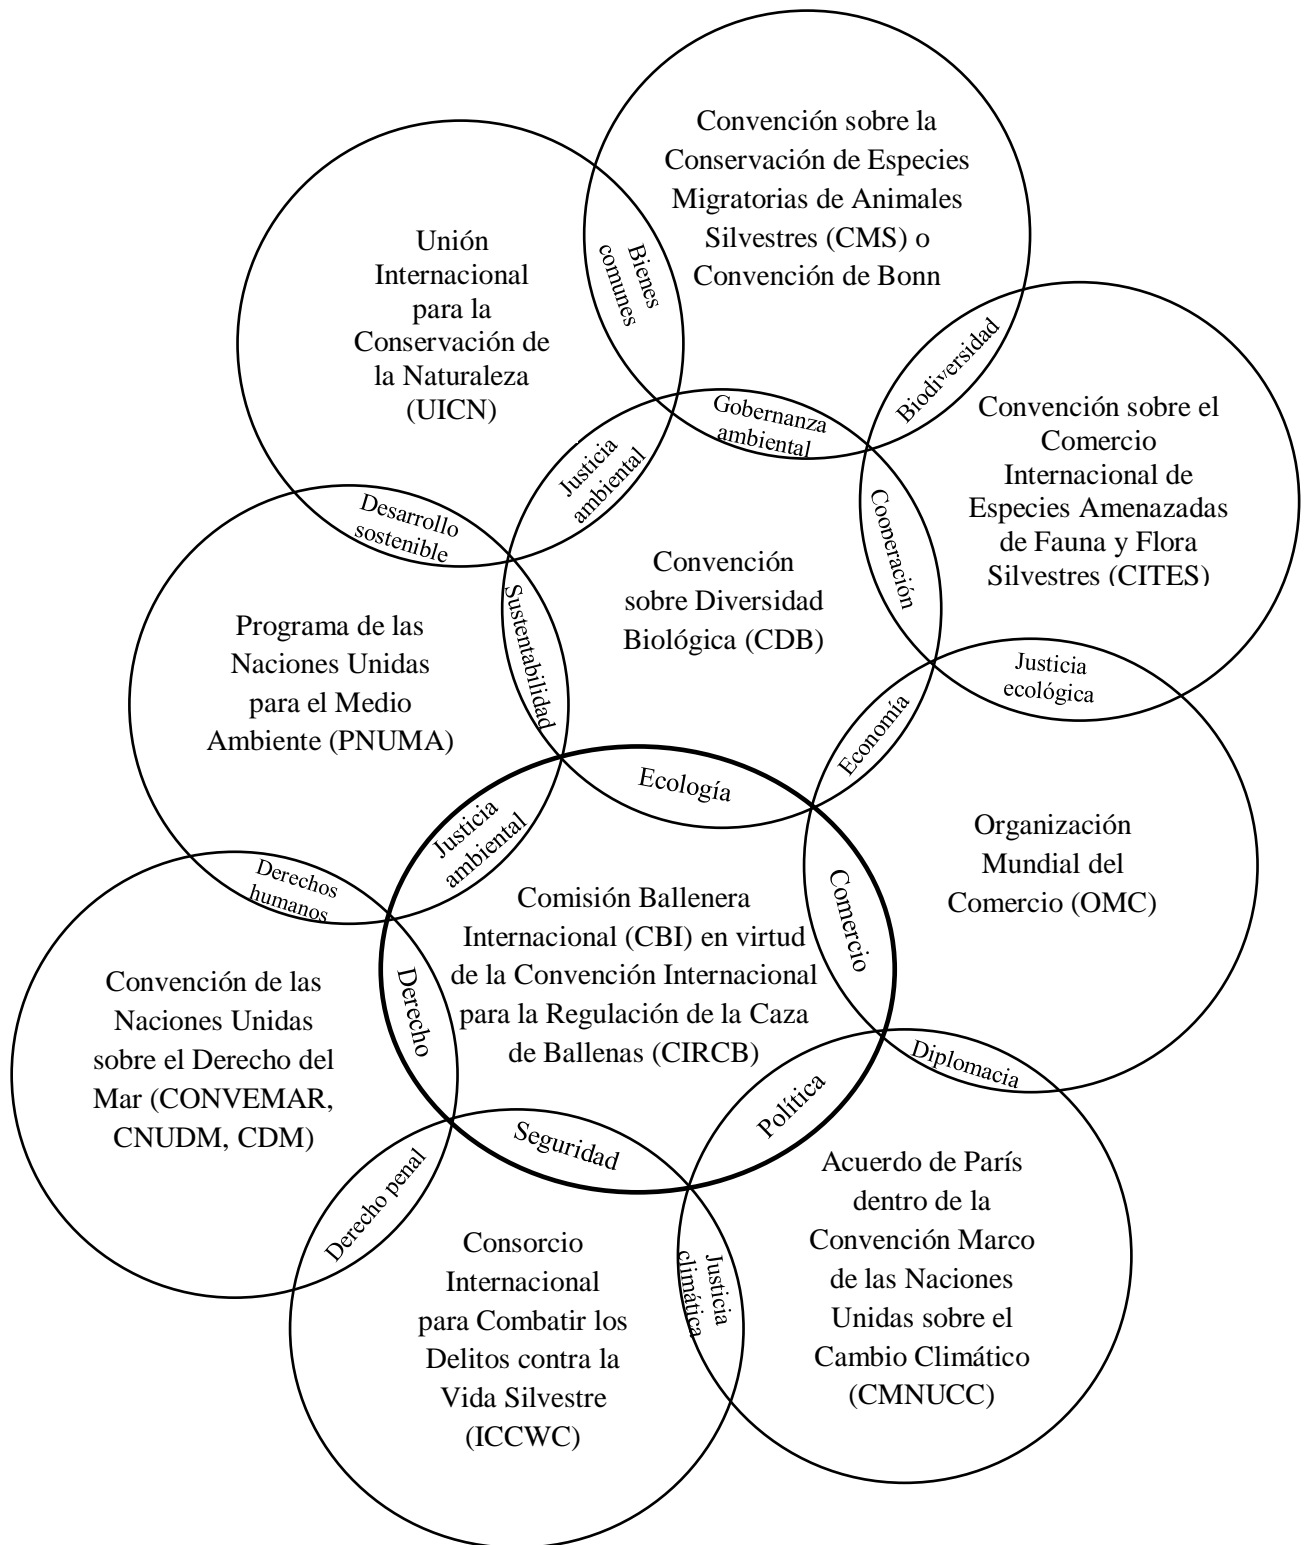 Convención sobre la
Conservación de Especies
Migratorias de Animales
Silvestres (CMS) o
Convención de Bonn
Unión
Internacional
para la
Conservación de
la Naturaleza
(UICN)
Bienes
comunes
Biodiversidad
Gobernanza
ambiental
Justicia
ambiental
Convención sobre el
Comercio
Internacional de
Especies Amenazadas
de Fauna y Flora
Silvestres (CITES)
Desarrollo
sostenible
Cooperación
Convención
sobre Diversidad
Biológica (CDB)
Sustentabilidad
Programa de las
Naciones Unidas
para el Medio
Ambiente (PNUMA)
Justicia
ecológica
Economía
Ecología
Justicia
ambiental
Organización
Mundial del
Comercio (OMC)
Derechos
humanos
Comercio
Comisión Ballenera
Internacional (CBI) en virtud
de la Convención Internacional
para la Regulación de la Caza
de Ballenas (CIRCB)
Derecho
Convención de las
Naciones Unidas
sobre el Derecho del
Mar (CONVEMAR,
CNUDM, CDM)
Diplomacia
Política
Seguridad
Derecho penal
Acuerdo de París
dentro de la
Convención Marco
de las Naciones
Unidas sobre el
Cambio Climático
(CMNUCC)
Justicia
climática
Consorcio
Internacional
para Combatir los
Delitos contra la
Vida Silvestre
(ICCWC)